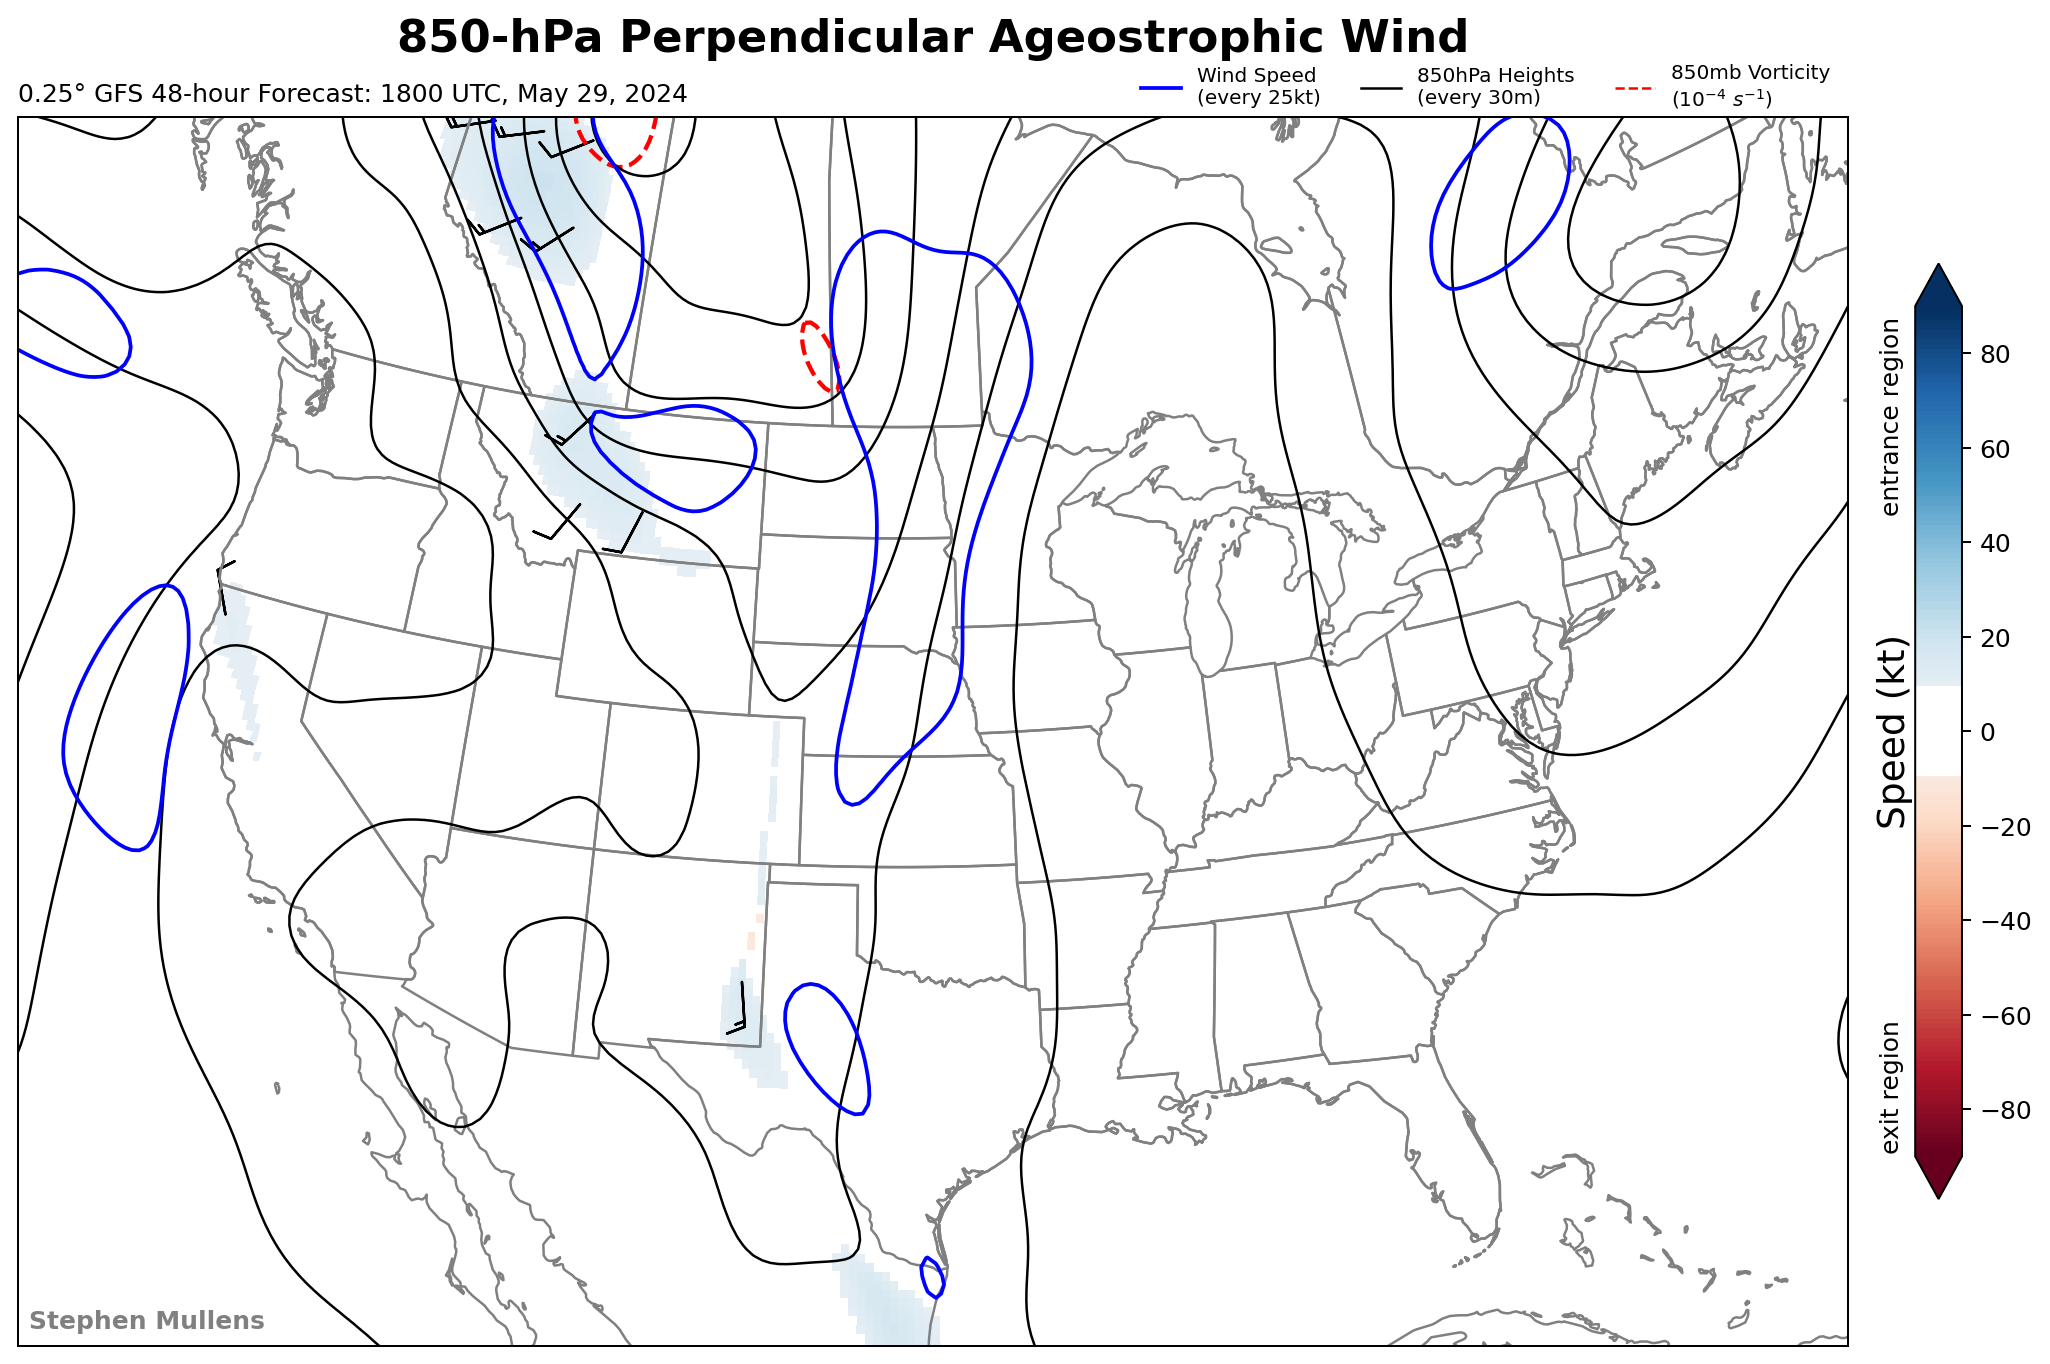 850-hPa Perpendicular Ageostrophic Wind
0.25° GFS 48-hour Forecast: 1800 UTC, May 29, 2024
Wind Speed
(every 25kt)
850hPa Heights
(every 30m)
850mb Vorticity
(10⁻⁴ s⁻¹)
entrance region
Speed (kt)
exit region
80
60
40
20
0
−20
−40
−60
−80
Stephen Mullens